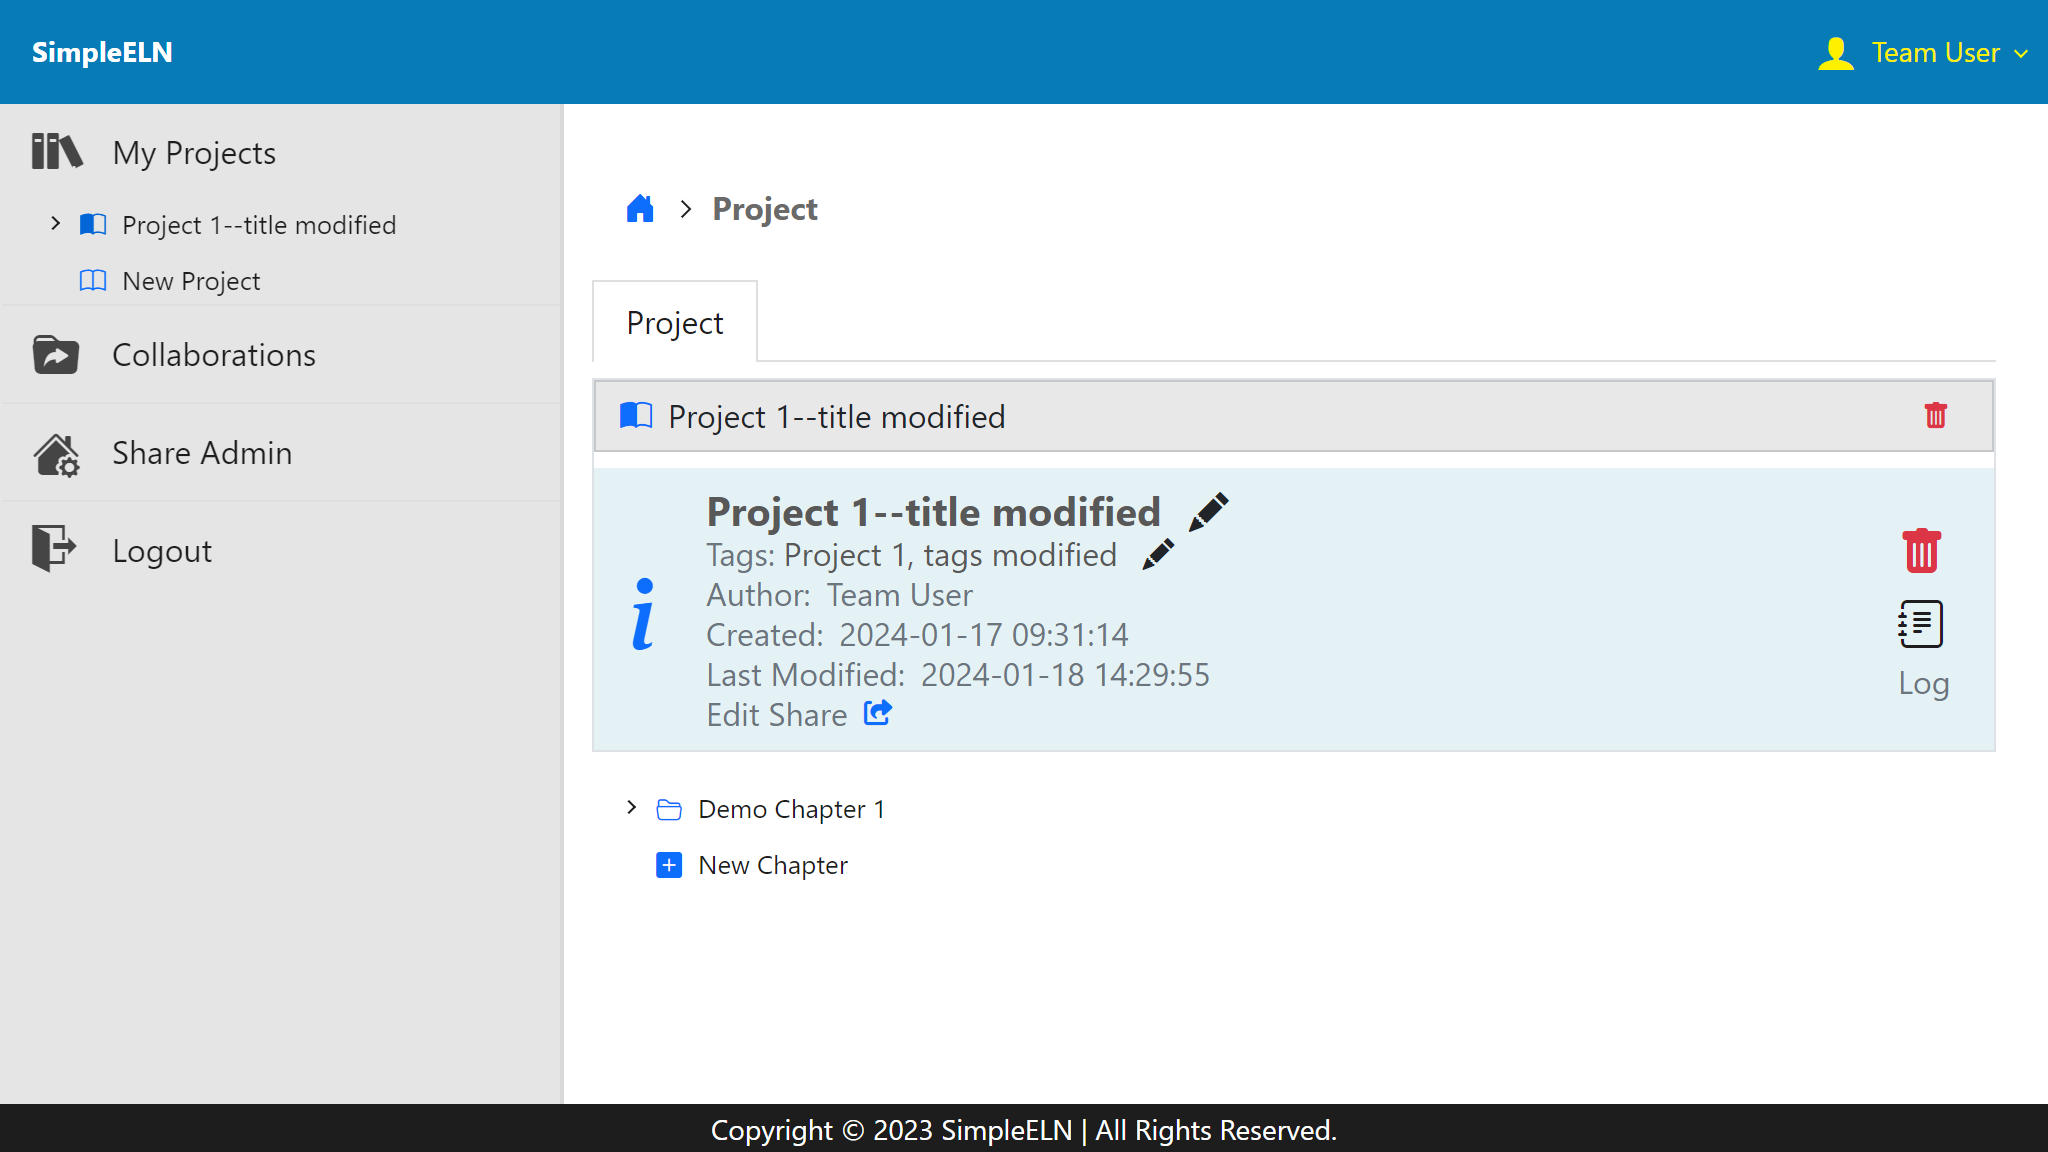 SimpleELN
Team User
My Projects
Project 1--title modified
New Project
Collaborations
Share Admin
Logout
Project
Project
Project 1--title modified
Project 1--title modified
Tags: Project 1, tags modified
Author: Team User
Created: 2024-01-17 09:31:14
Last Modified: 2024-01-18 14:29:55
Edit Share
Log
Demo Chapter 1
New Chapter
Copyright © 2023 SimpleELN | All Rights Reserved.